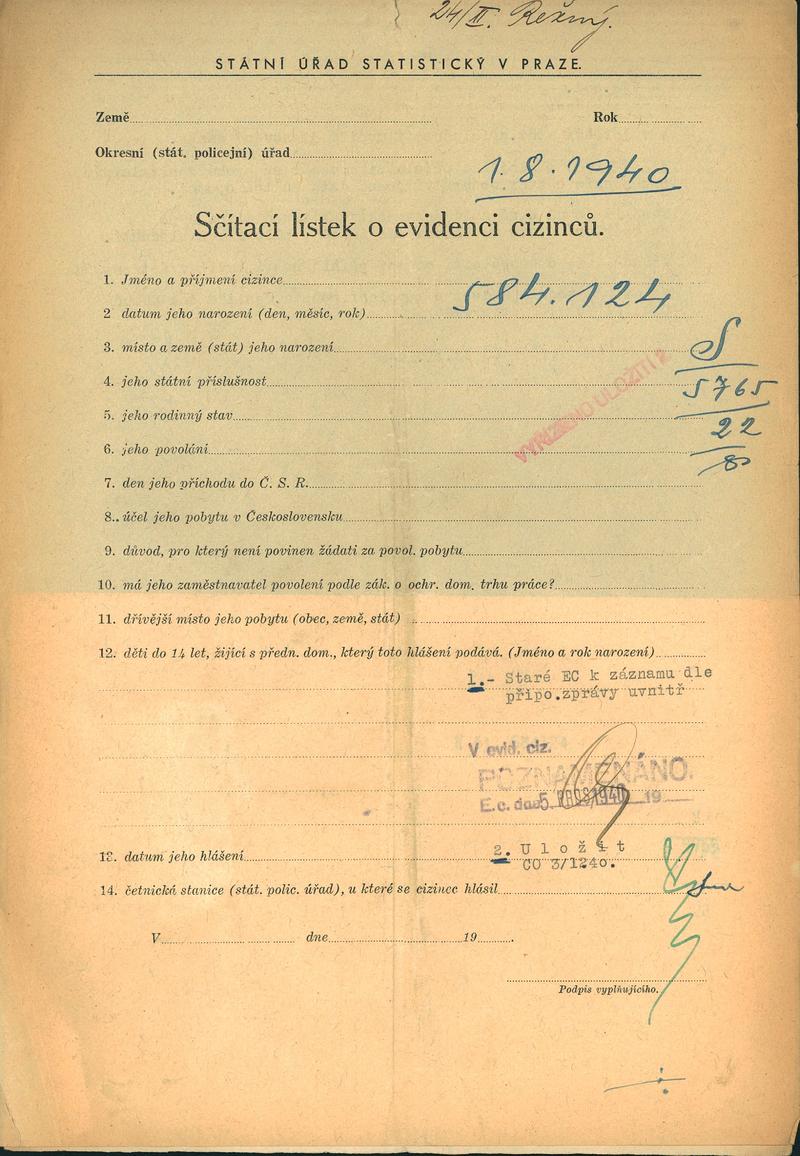 24/II. Režný.
STÁTNÍ ÚŘAD STATISTICKÝ V PRAZE.
Země
Rok
Okresní (stát. policejní) úřad
1.8.1940
Sčítací lístek o evidenci cizinců.
1. Jméno a příjmení cizince
584.124
2 datum jeho narození (den, měsíc, rok)
3. místo a země (stát) jeho narození
S
4. jeho státní příslušnost
5765
5. jeho rodinný stav
22
VYŘÍZENO ULOŽITI
6. jeho povolání
8
7. den jeho příchodu do Č. S. R.
8.. účel jeho pobytu v Československu
9. důvod, pro který není povinen žádati za povol. pobytu
10. má jeho zaměstnavatel povolení podle zák. o ochr. dom. trhu práce?
11. dřívější místo jeho pobytu (obec, země, stát)
12. děti do 14 let, žijící s předn. dom., který toto hlášení podává. (Jméno a rok narození)
1.- Staré EC k záznamu dle
připo.zprávy uvnitř
V evid. ciz.
POZNAMENÁNO.
E.c. dne 5. 1940 19
2. Uložit
CO 3/1240.
13. datum jeho hlášení
14. četnická stanice (stát. polic. úřad), u které se cizinec hlásil
V dne 19 .
Podpis vyplňujícího.